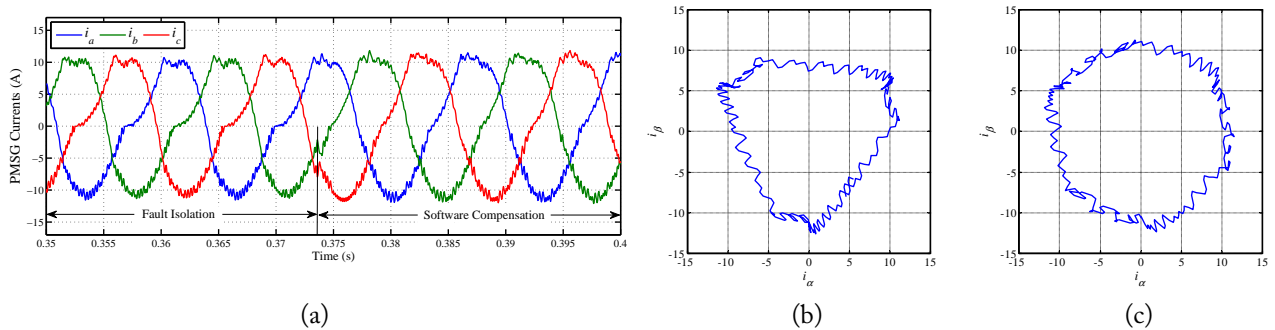 15
10
5
0
−5
−10
−15
PMSG Currents (A)
i_a i_b i_c
Fault Isolation
Software Compensation
0.35 0.355 0.36 0.365 0.37 0.375 0.38 0.385 0.39 0.395 0.4
Time (s)
(a)
15
10
5
0
-5
-10
-15
i_β
-15 -10 -5 0 5 10 15
i_α
(b)
15
10
5
0
-5
-10
-15
i_β
-15 -10 -5 0 5 10 15
i_α
(c)